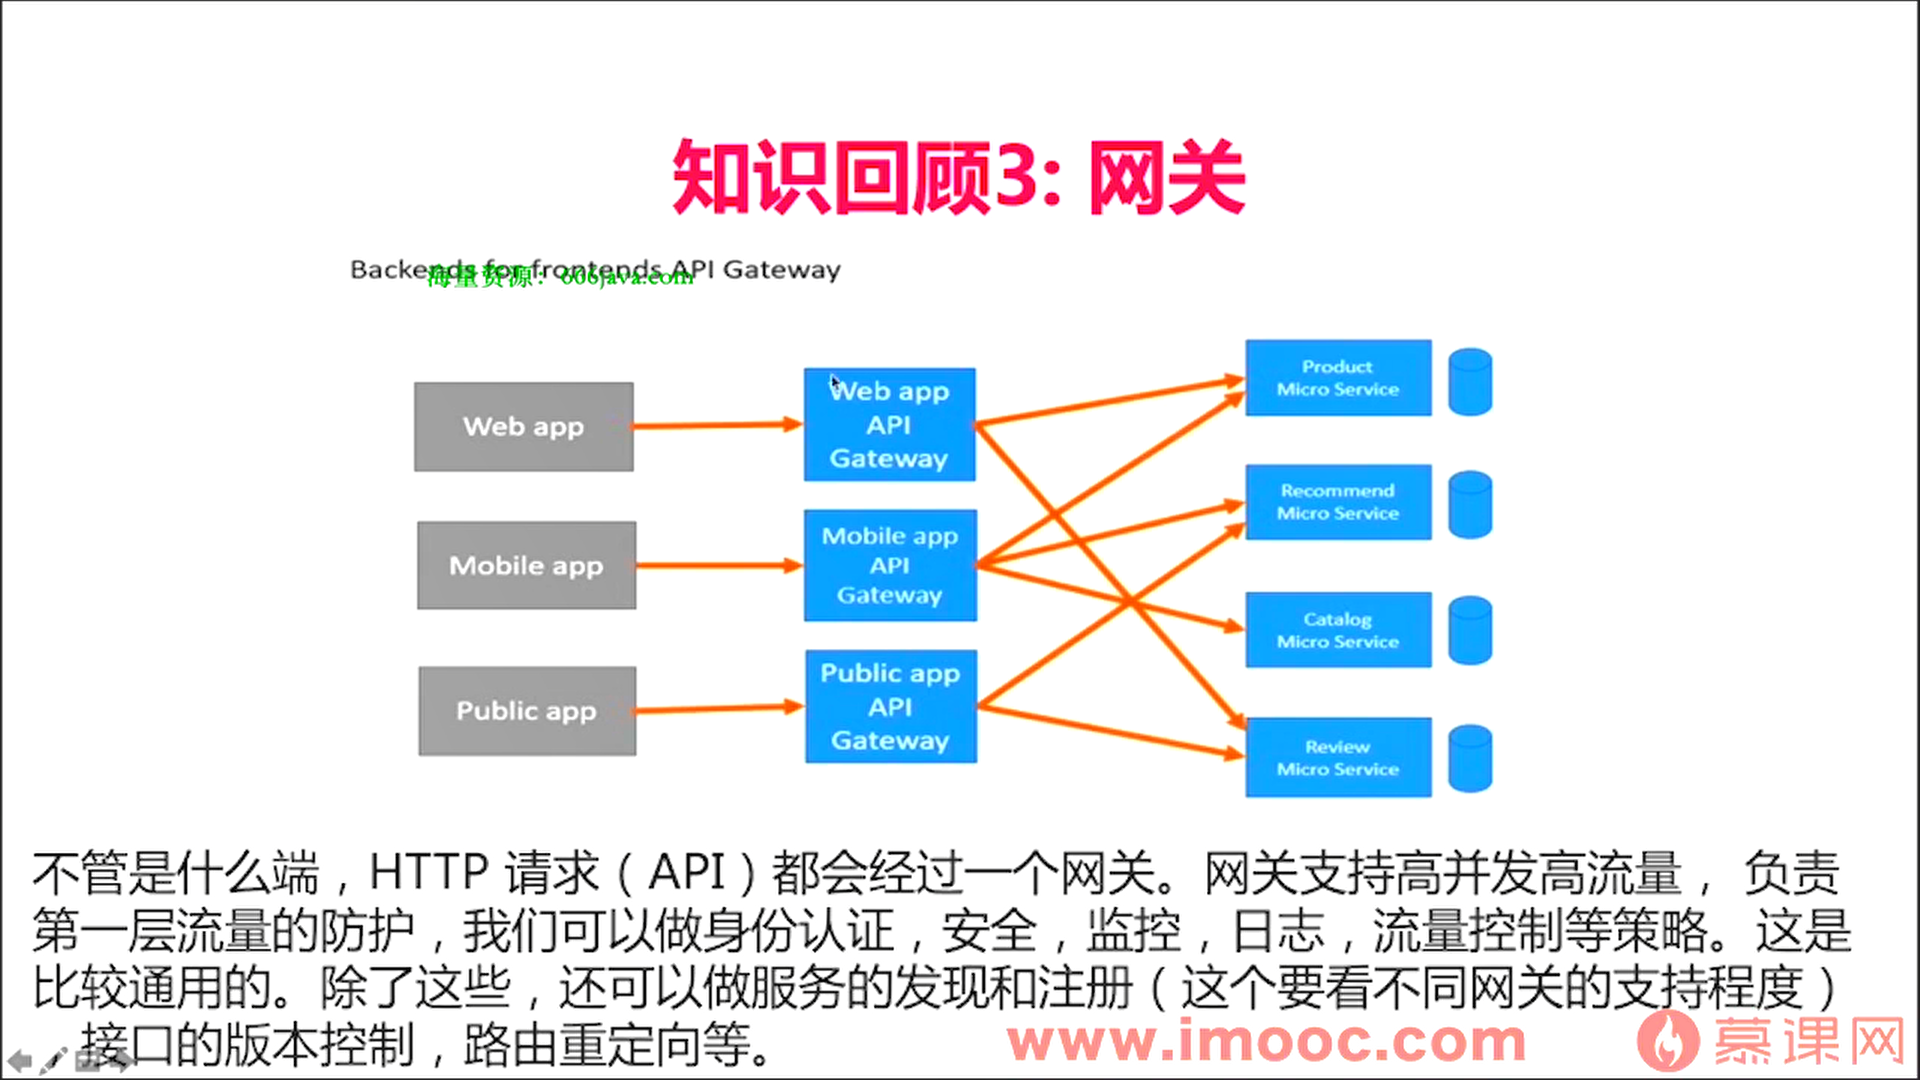 知识回顾3: 网关
Backends for frontends API Gateway
海量资源：666java.com
Web app
Web app
API
Gateway
Product
Micro Service
Recommend
Micro Service
Mobile app
Mobile app
API
Gateway
Catalog
Micro Service
Public app
Public app
API
Gateway
Review
Micro Service
不管是什么端，HTTP 请求（API）都会经过一个网关。网关支持高并发高流量， 负责
第一层流量的防护，我们可以做身份认证，安全，监控，日志，流量控制等策略。这是
比较通用的。除了这些，还可以做服务的发现和注册（这个要看不同网关的支持程度）
，接口的版本控制，路由重定向等。
www.imooc.com
慕课网